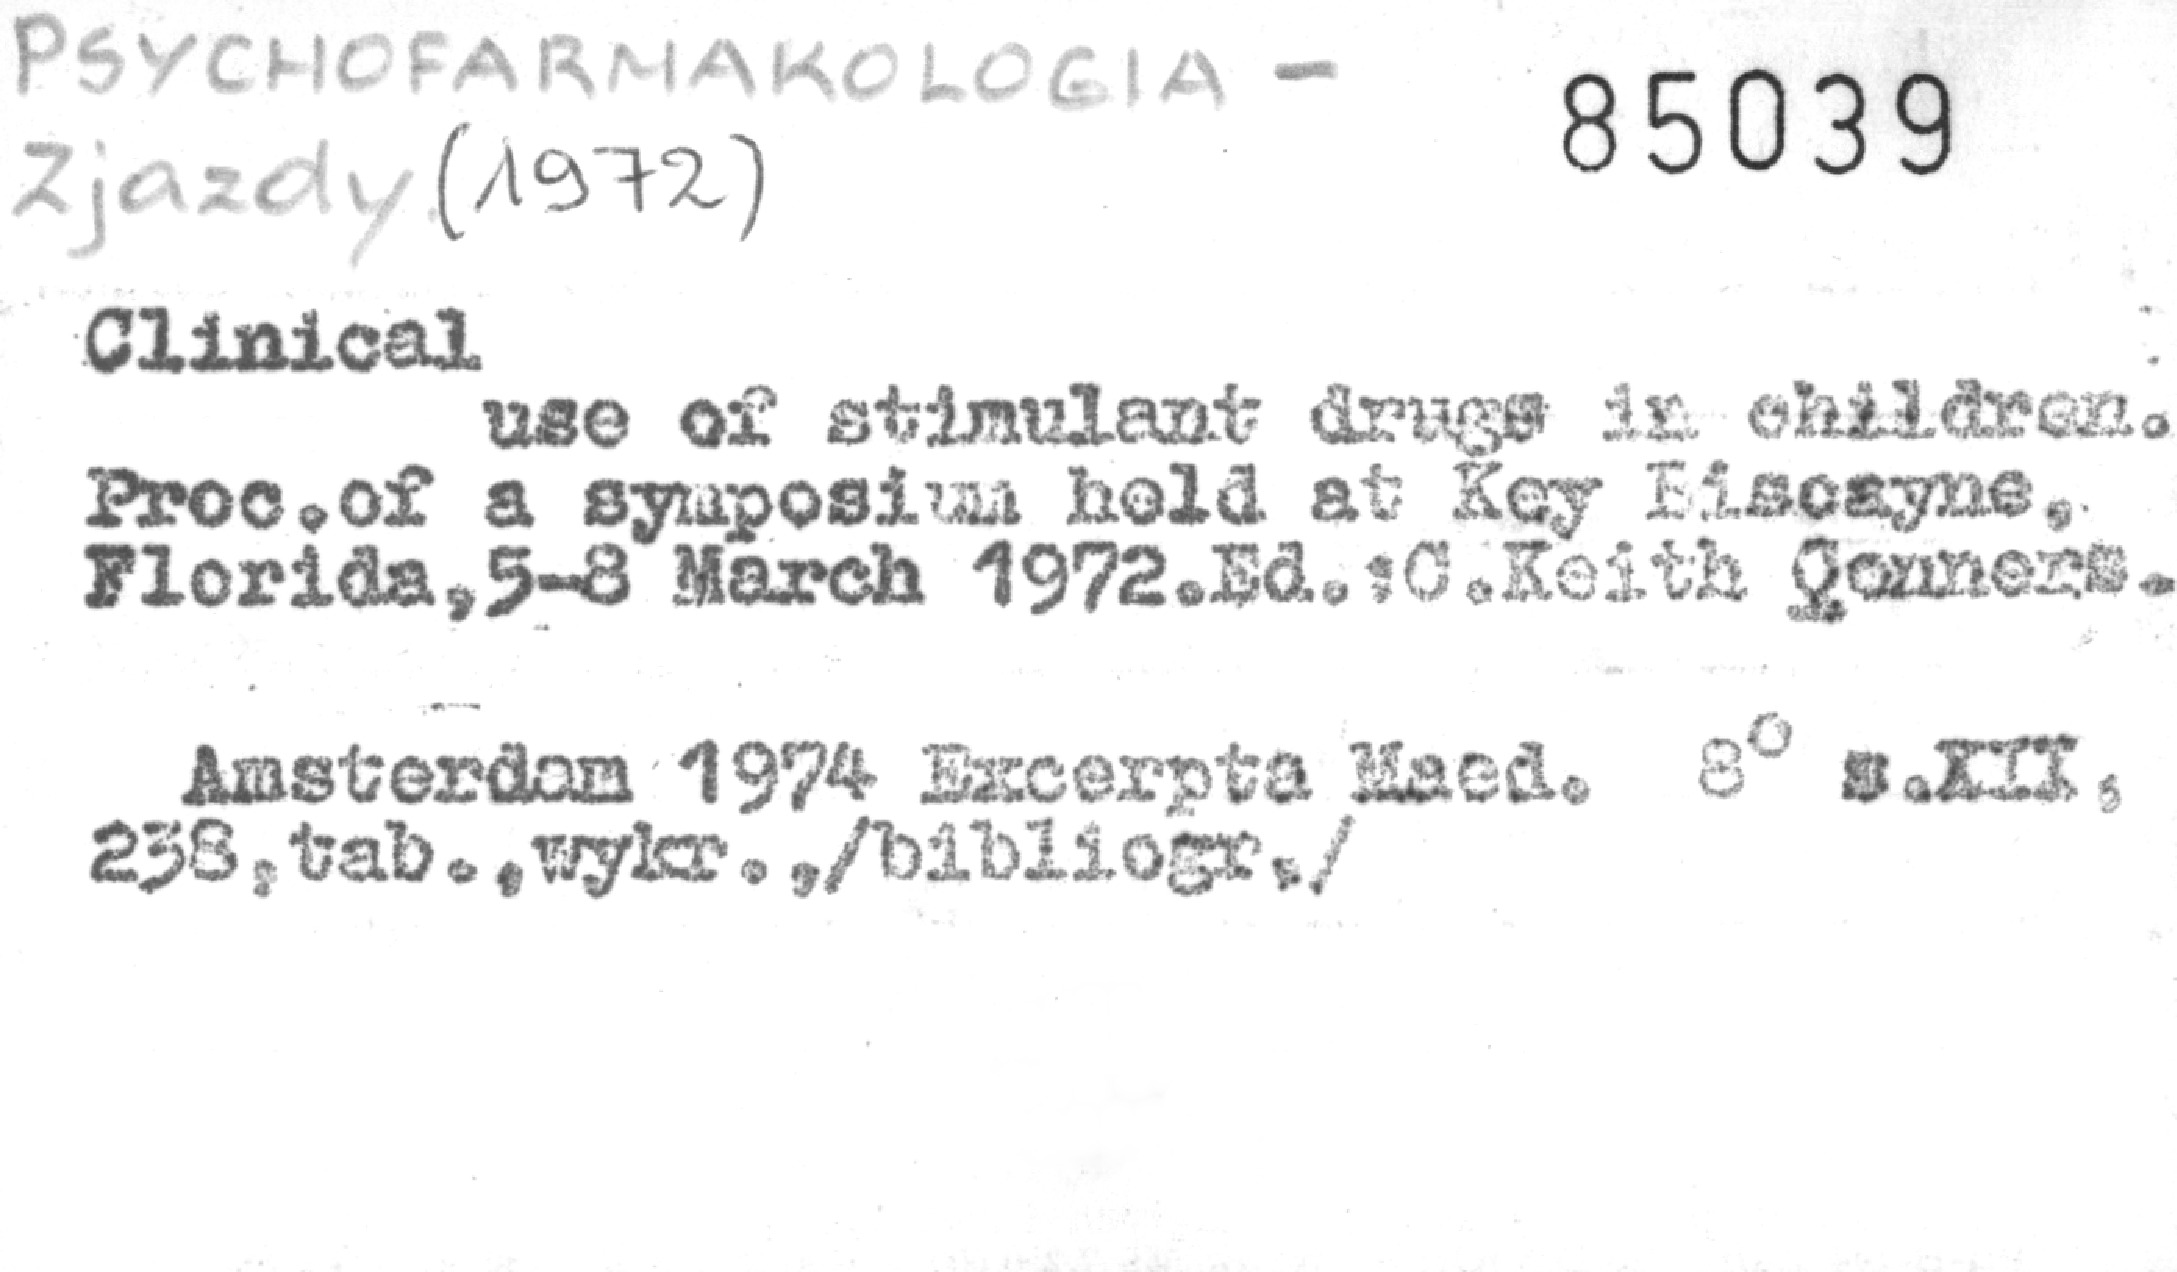 PSYCHOFARMAKOLOGIA - 85039
Zjazdy (1972)
Clinical
use of stimulant drugs in children.
Proc.of a symposium held at Key Biscayne,
Florida,5-8 March 1972.Ed.:C.Keith Conners.
Amsterdam 1974 Excerpta Maed. 8° s.XII,
238,tab.,wykr.,/bibliogr./